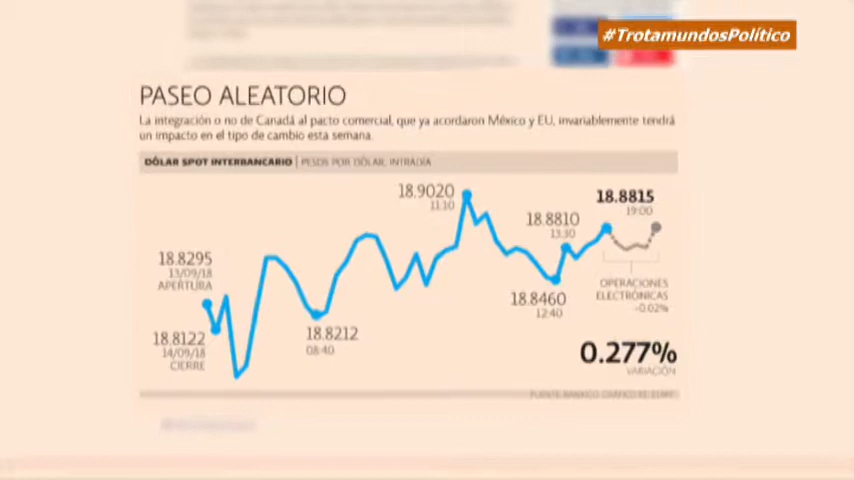 #TrotamundosPolítico
PASEO ALEATORIO
La integración o no de Canadá al pacto comercial, que ya acordaron México y EU, invariablemente tendrá
un impacto en el tipo de cambio esta semana.
DÓLAR SPOT INTERBANCARIO | PESOS POR DÓLAR, INTRADÍA
18.9020
11:10
18.8815
19:00
18.8810
13:30
18.8295
13/09/18
APERTURA
OPERACIONES
ELECTRÓNICAS
-0.02%
18.8460
12:40
18.8212
08:40
18.8122
14/09/18
CIERRE
0.277%
VARIACIÓN